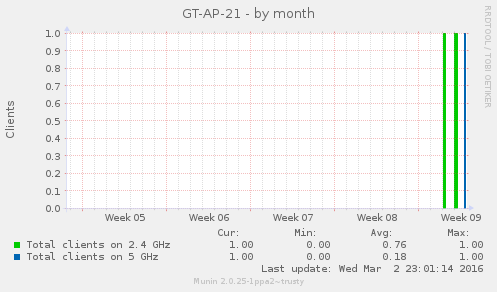 GT-AP-21 - by month
RRDTOOL / TOBI OETIKER
Clients
1.0
0.9
0.8
0.7
0.6
0.5
0.4
0.3
0.2
0.1
0.0
Week 05 Week 06 Week 07 Week 08 Week 09
Cur: Min: Avg: Max:
Total clients on 2.4 GHz 1.00 0.00 0.76 1.00
Total clients on 5 GHz 1.00 0.00 0.18 1.00
Last update: Wed Mar 2 23:01:14 2016
Munin 2.0.25-1ppa2~trusty